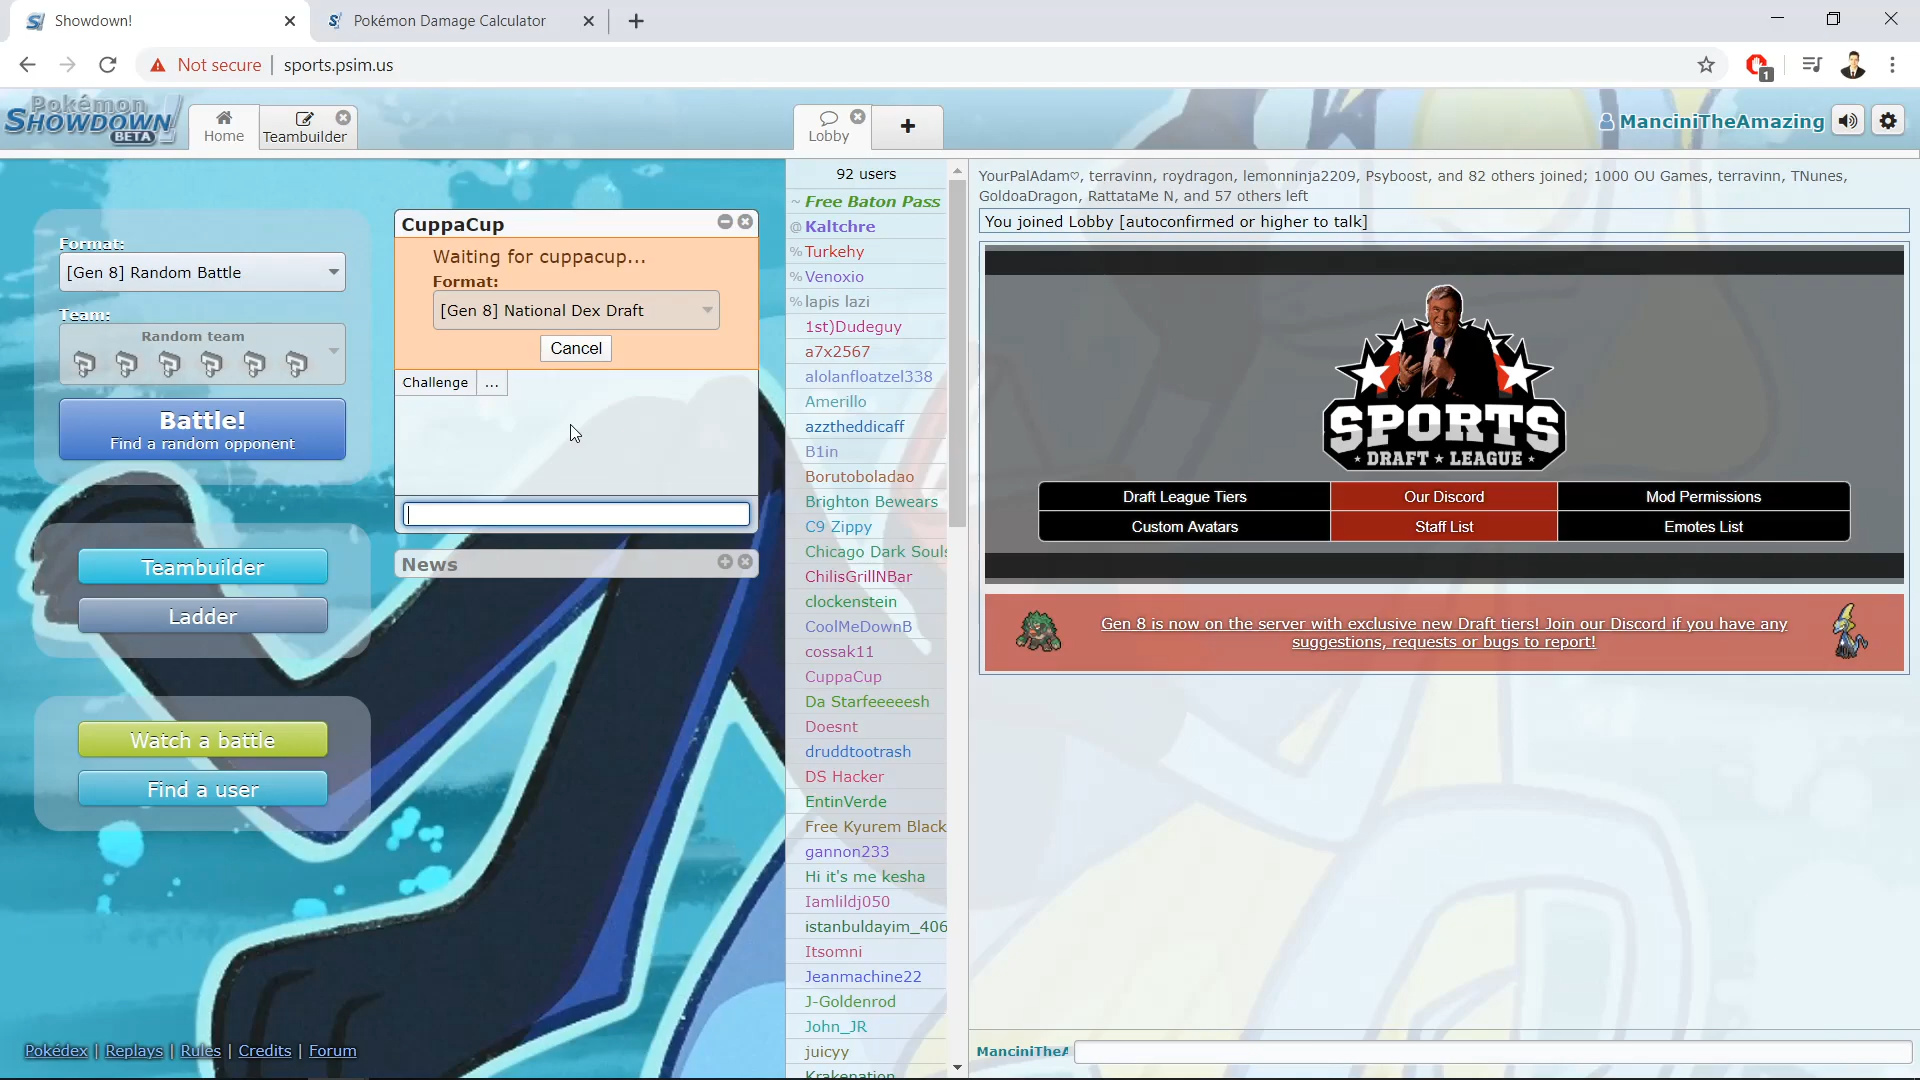 Showdown!
Pokémon Damage Calculator
Not secure
sports.psim.us
1
Pokémon
SHOWDOWN
BETA
Home
Teambuilder
Lobby
ManciniTheAmazing
Format:
[Gen 8] Random Battle
Team:
Random team
Battle!
Find a random opponent
Teambuilder
Ladder
Watch a battle
Find a user
Pokédex | Replays | Rules | Credits | Forum
CuppaCup
Waiting for cuppacup...
Format:
[Gen 8] National Dex Draft
Cancel
Challenge
...
News
92 users
~ Free Baton Pass
@ Kaltchre
% Turkehy
% Venoxio
% lapis lazi
1st)Dudeguy
a7x2567
alolanfloatzel338
Amerillo
azztheddicaff
B1in
Borutoboladao
Brighton Bewears
C9 Zippy
Chicago Dark Souls
ChilisGrillNBar
clockenstein
CoolMeDownB
cossak11
CuppaCup
Da Starfeeeeesh
Doesnt
druddtootrash
DS Hacker
EntinVerde
Free Kyurem Black
gannon233
Hi it's me kesha
Iamlildj050
istanbuldayim_406
Itsomni
Jeanmachine22
J-Goldenrod
John_JR
juicyy
Krakenation
YourPalAdam♡, terravinn, roydragon, lemonninja2209, Psyboost, and 82 others joined; 1000 OU Games, terravinn, TNunes,
GoldoaDragon, RattataMe N, and 57 others left
You joined Lobby [autoconfirmed or higher to talk]
SPORTS
DRAFT ★ LEAGUE
Draft League Tiers
Our Discord
Mod Permissions
Custom Avatars
Staff List
Emotes List
Gen 8 is now on the server with exclusive new Draft tiers! Join our Discord if you have any
suggestions, requests or bugs to report!
ManciniTheA